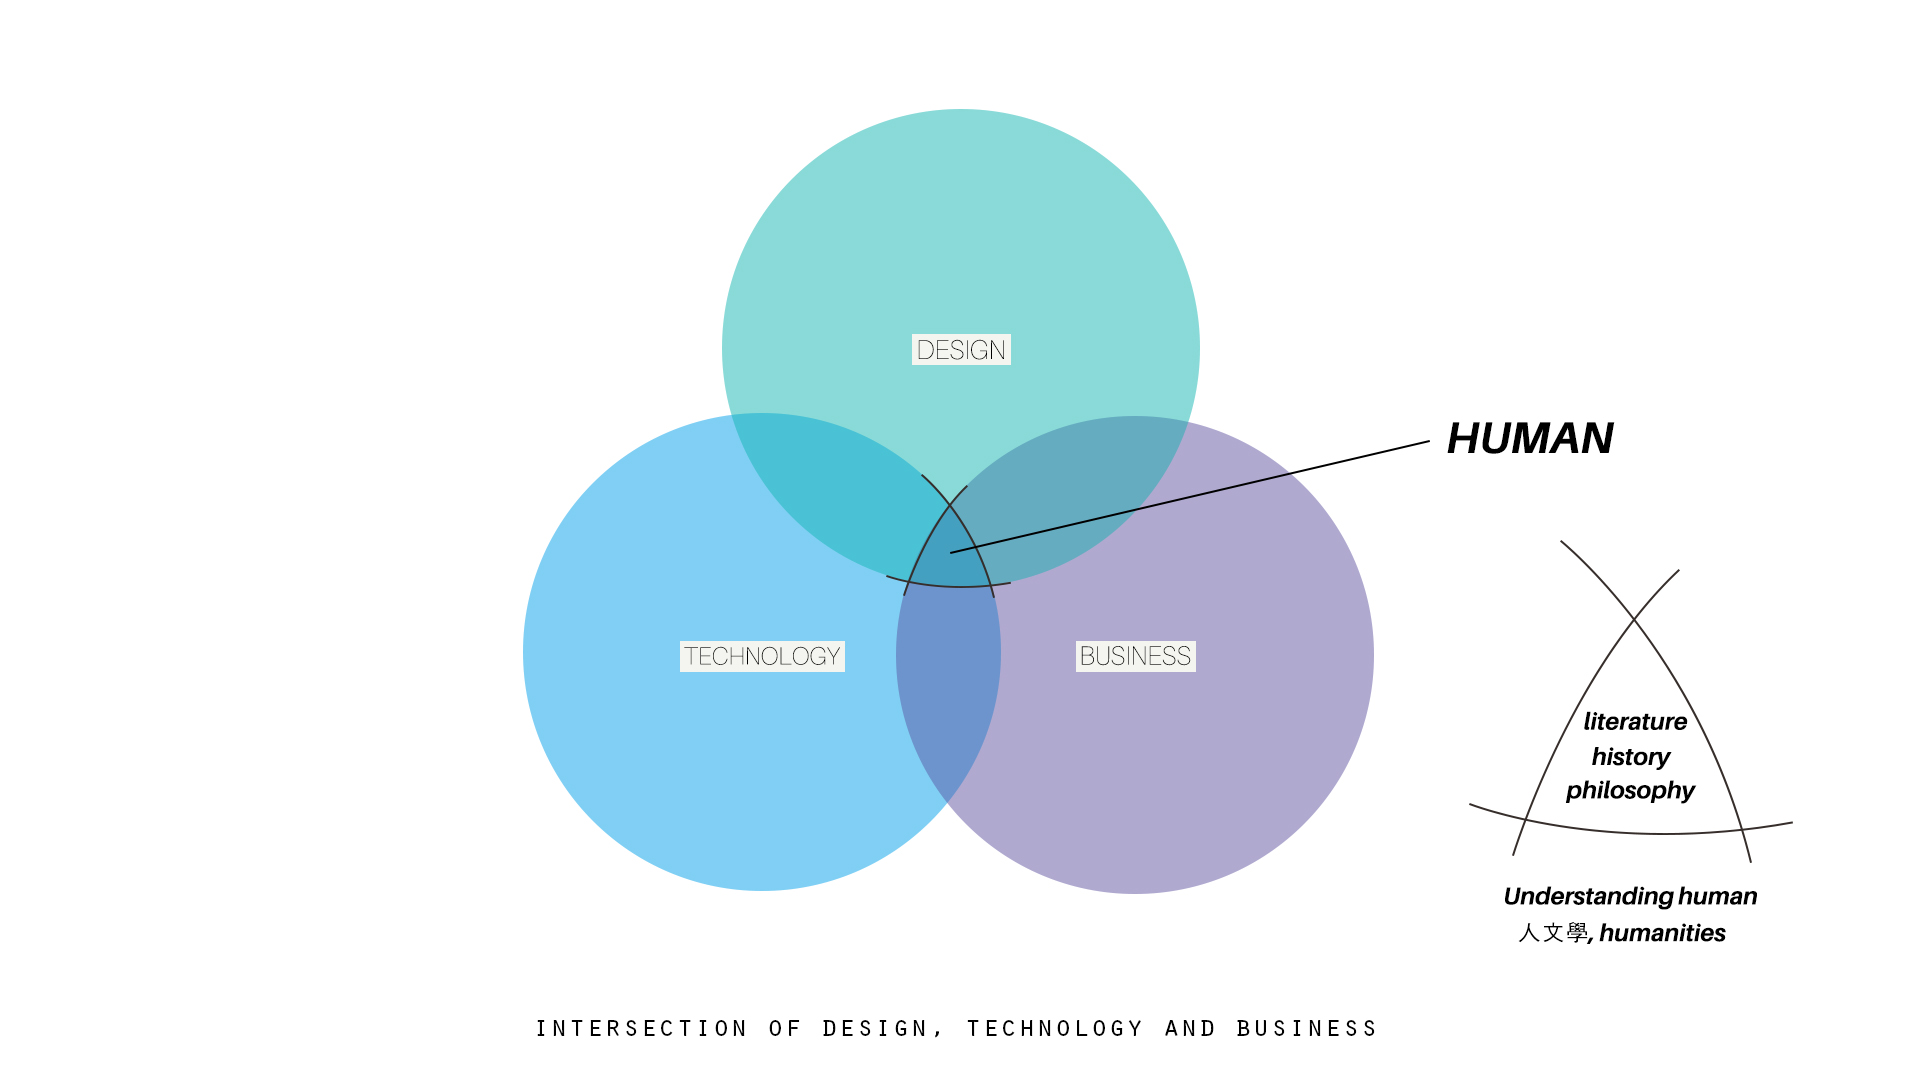 DESIGN
HUMAN
TECHNOLOGY
BUSINESS
literature
history
philosophy
Understanding human
人文學, humanities
INTERSECTION OF DESIGN, TECHNOLOGY AND BUSINESS